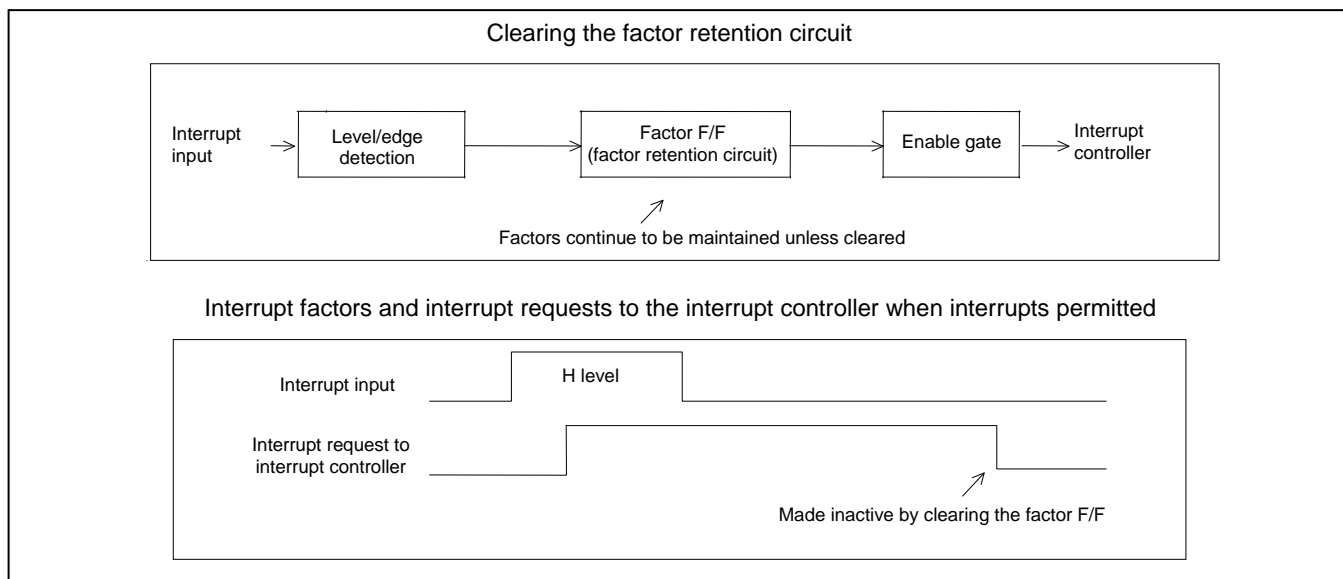 Clearing the factor retention circuit
Interrupt
input
Level/edge
detection
Factor F/F
(factor retention circuit)
Enable gate
Interrupt
controller
Factors continue to be maintained unless cleared
Interrupt factors and interrupt requests to the interrupt controller when interrupts permitted
Interrupt input
H level
Interrupt request to
interrupt controller
Made inactive by clearing the factor F/F